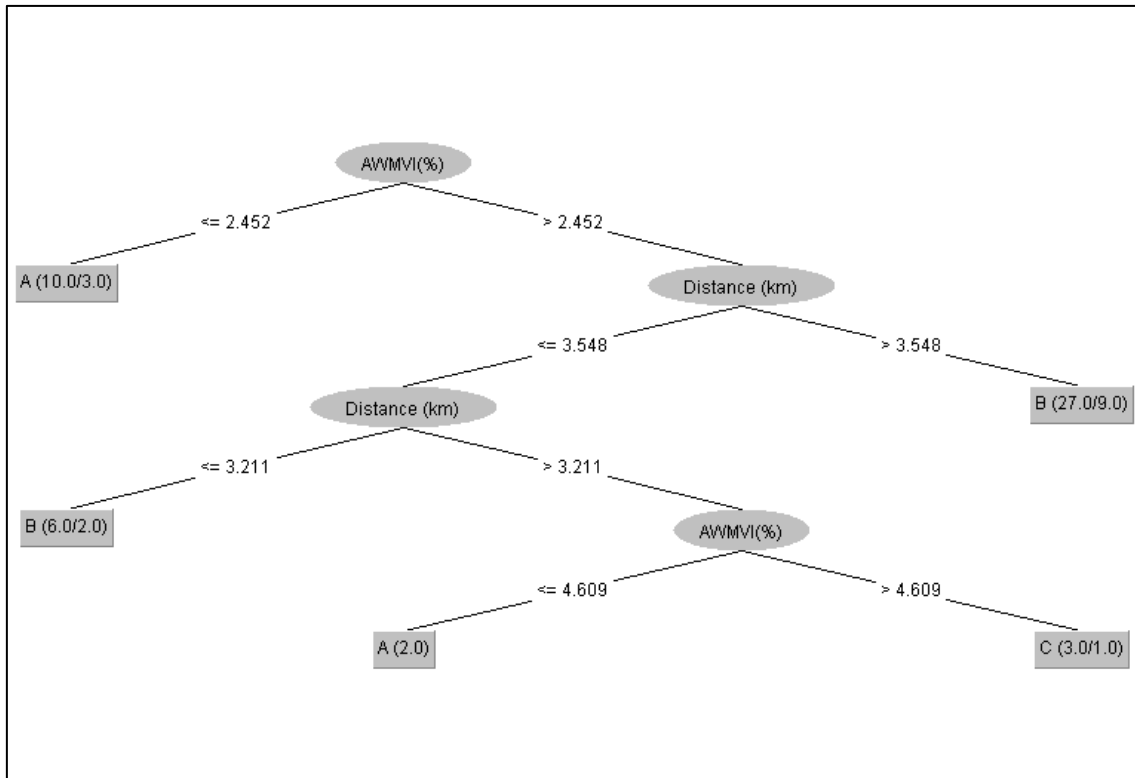 AWMVI(%)
<= 2.452
> 2.452
A (10.0/3.0)
Distance (km)
<= 3.548
> 3.548
Distance (km)
B (27.0/9.0)
<= 3.211
> 3.211
B (6.0/2.0)
AWMVI(%)
<= 4.609
> 4.609
A (2.0)
C (3.0/1.0)